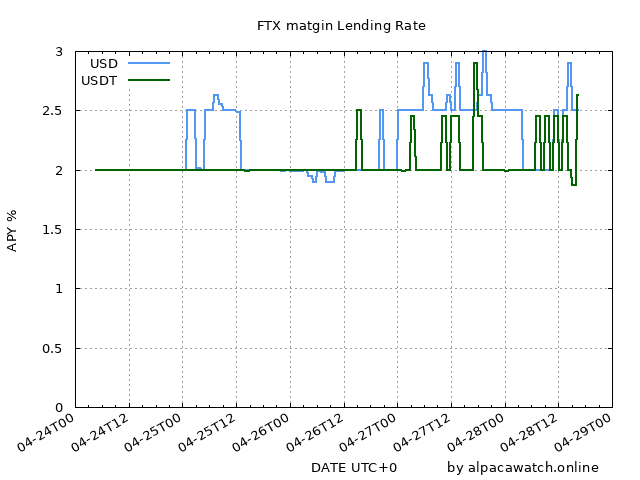 FTX matgin Lending Rate
USD
USDT
3
2.5
2
1.5
1
0.5
0
APY %
04-24T00
04-24T12
04-25T00
04-25T12
04-26T00
04-26T12
04-27T00
04-27T12
04-28T00
04-28T12
04-29T00
DATE UTC+0
by alpacawatch.online